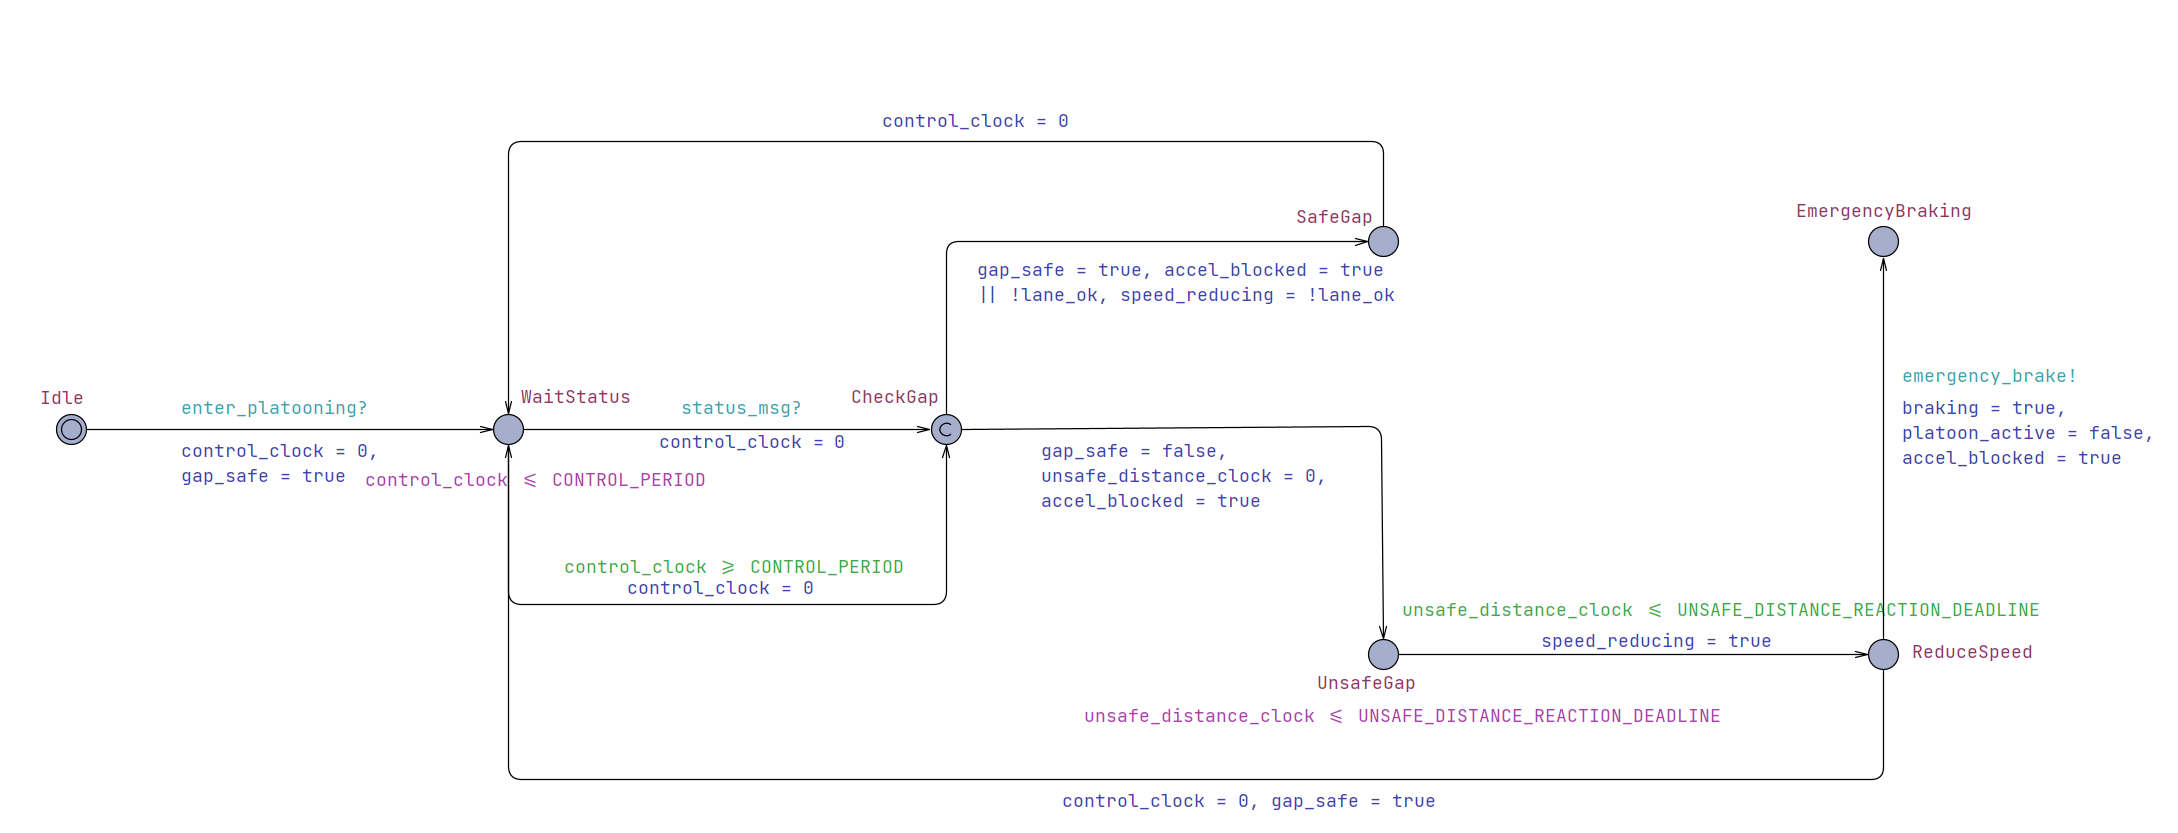 control_clock = 0
SafeGap
EmergencyBraking
gap_safe = true, accel_blocked = true
|| !lane_ok, speed_reducing = !lane_ok
Idle
enter_platooning?
control_clock = 0,
gap_safe = true
WaitStatus
control_clock ⩽ CONTROL_PERIOD
status_msg?
control_clock = 0
CheckGap
C
gap_safe = false,
unsafe_distance_clock = 0,
accel_blocked = true
emergency_brake!
braking = true,
platoon_active = false,
accel_blocked = true
control_clock ⩾ CONTROL_PERIOD
control_clock = 0
unsafe_distance_clock ⩽ UNSAFE_DISTANCE_REACTION_DEADLINE
speed_reducing = true
ReduceSpeed
UnsafeGap
unsafe_distance_clock ⩽ UNSAFE_DISTANCE_REACTION_DEADLINE
control_clock = 0, gap_safe = true